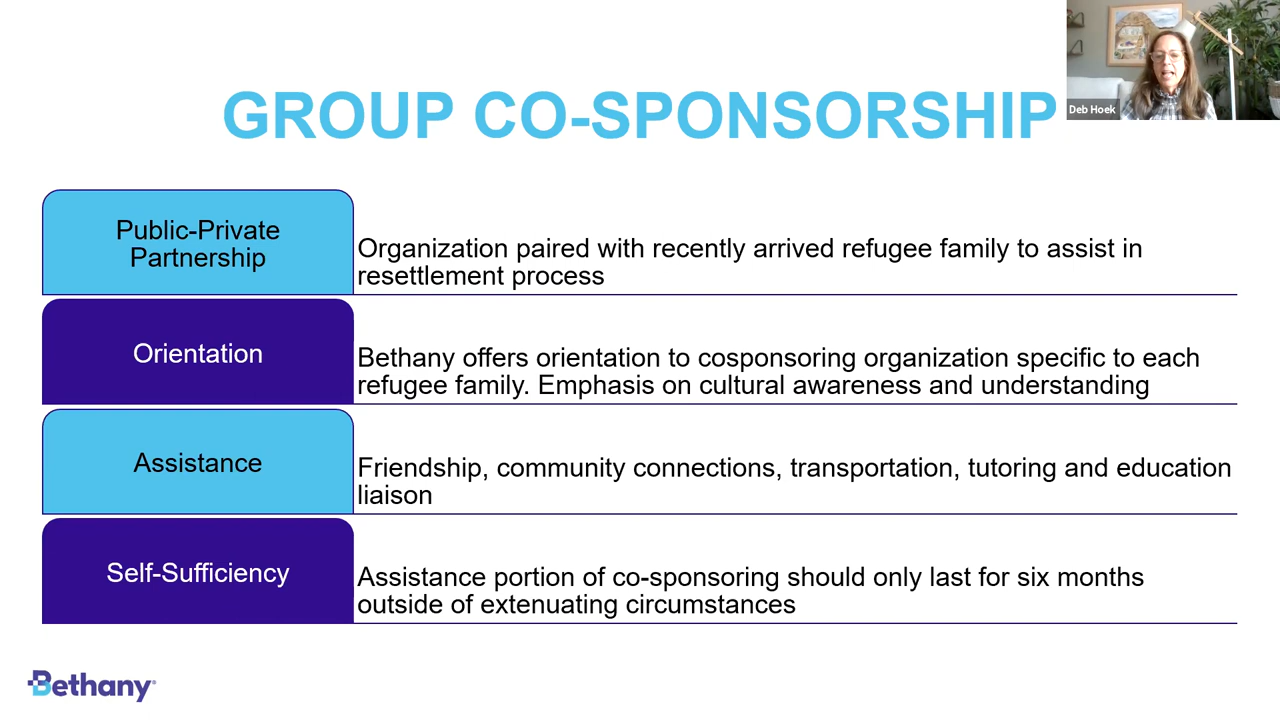 GROUP CO-SPONSORSHIP
Deb Hoek
Public-Private
Partnership
Organization paired with recently arrived refugee family to assist in
resettlement process
Orientation
Bethany offers orientation to cosponsoring organization specific to each
refugee family. Emphasis on cultural awareness and understanding
Assistance
Friendship, community connections, transportation, tutoring and education
liaison
Self-Sufficiency
Assistance portion of co-sponsoring should only last for six months
outside of extenuating circumstances
Bethany